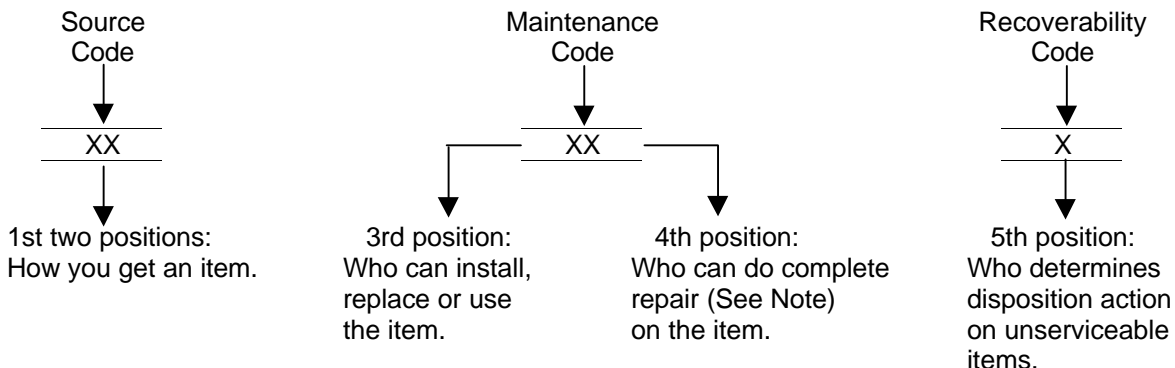 Source
Code
Maintenance
Code
Recoverability
Code
XX
XX
X
1st two positions:
How you get an item.
3rd position:
Who can install,
replace or use
the item.
4th position:
Who can do complete
repair (See Note)
on the item.
5th position:
Who determines
disposition action
on unserviceable
items.